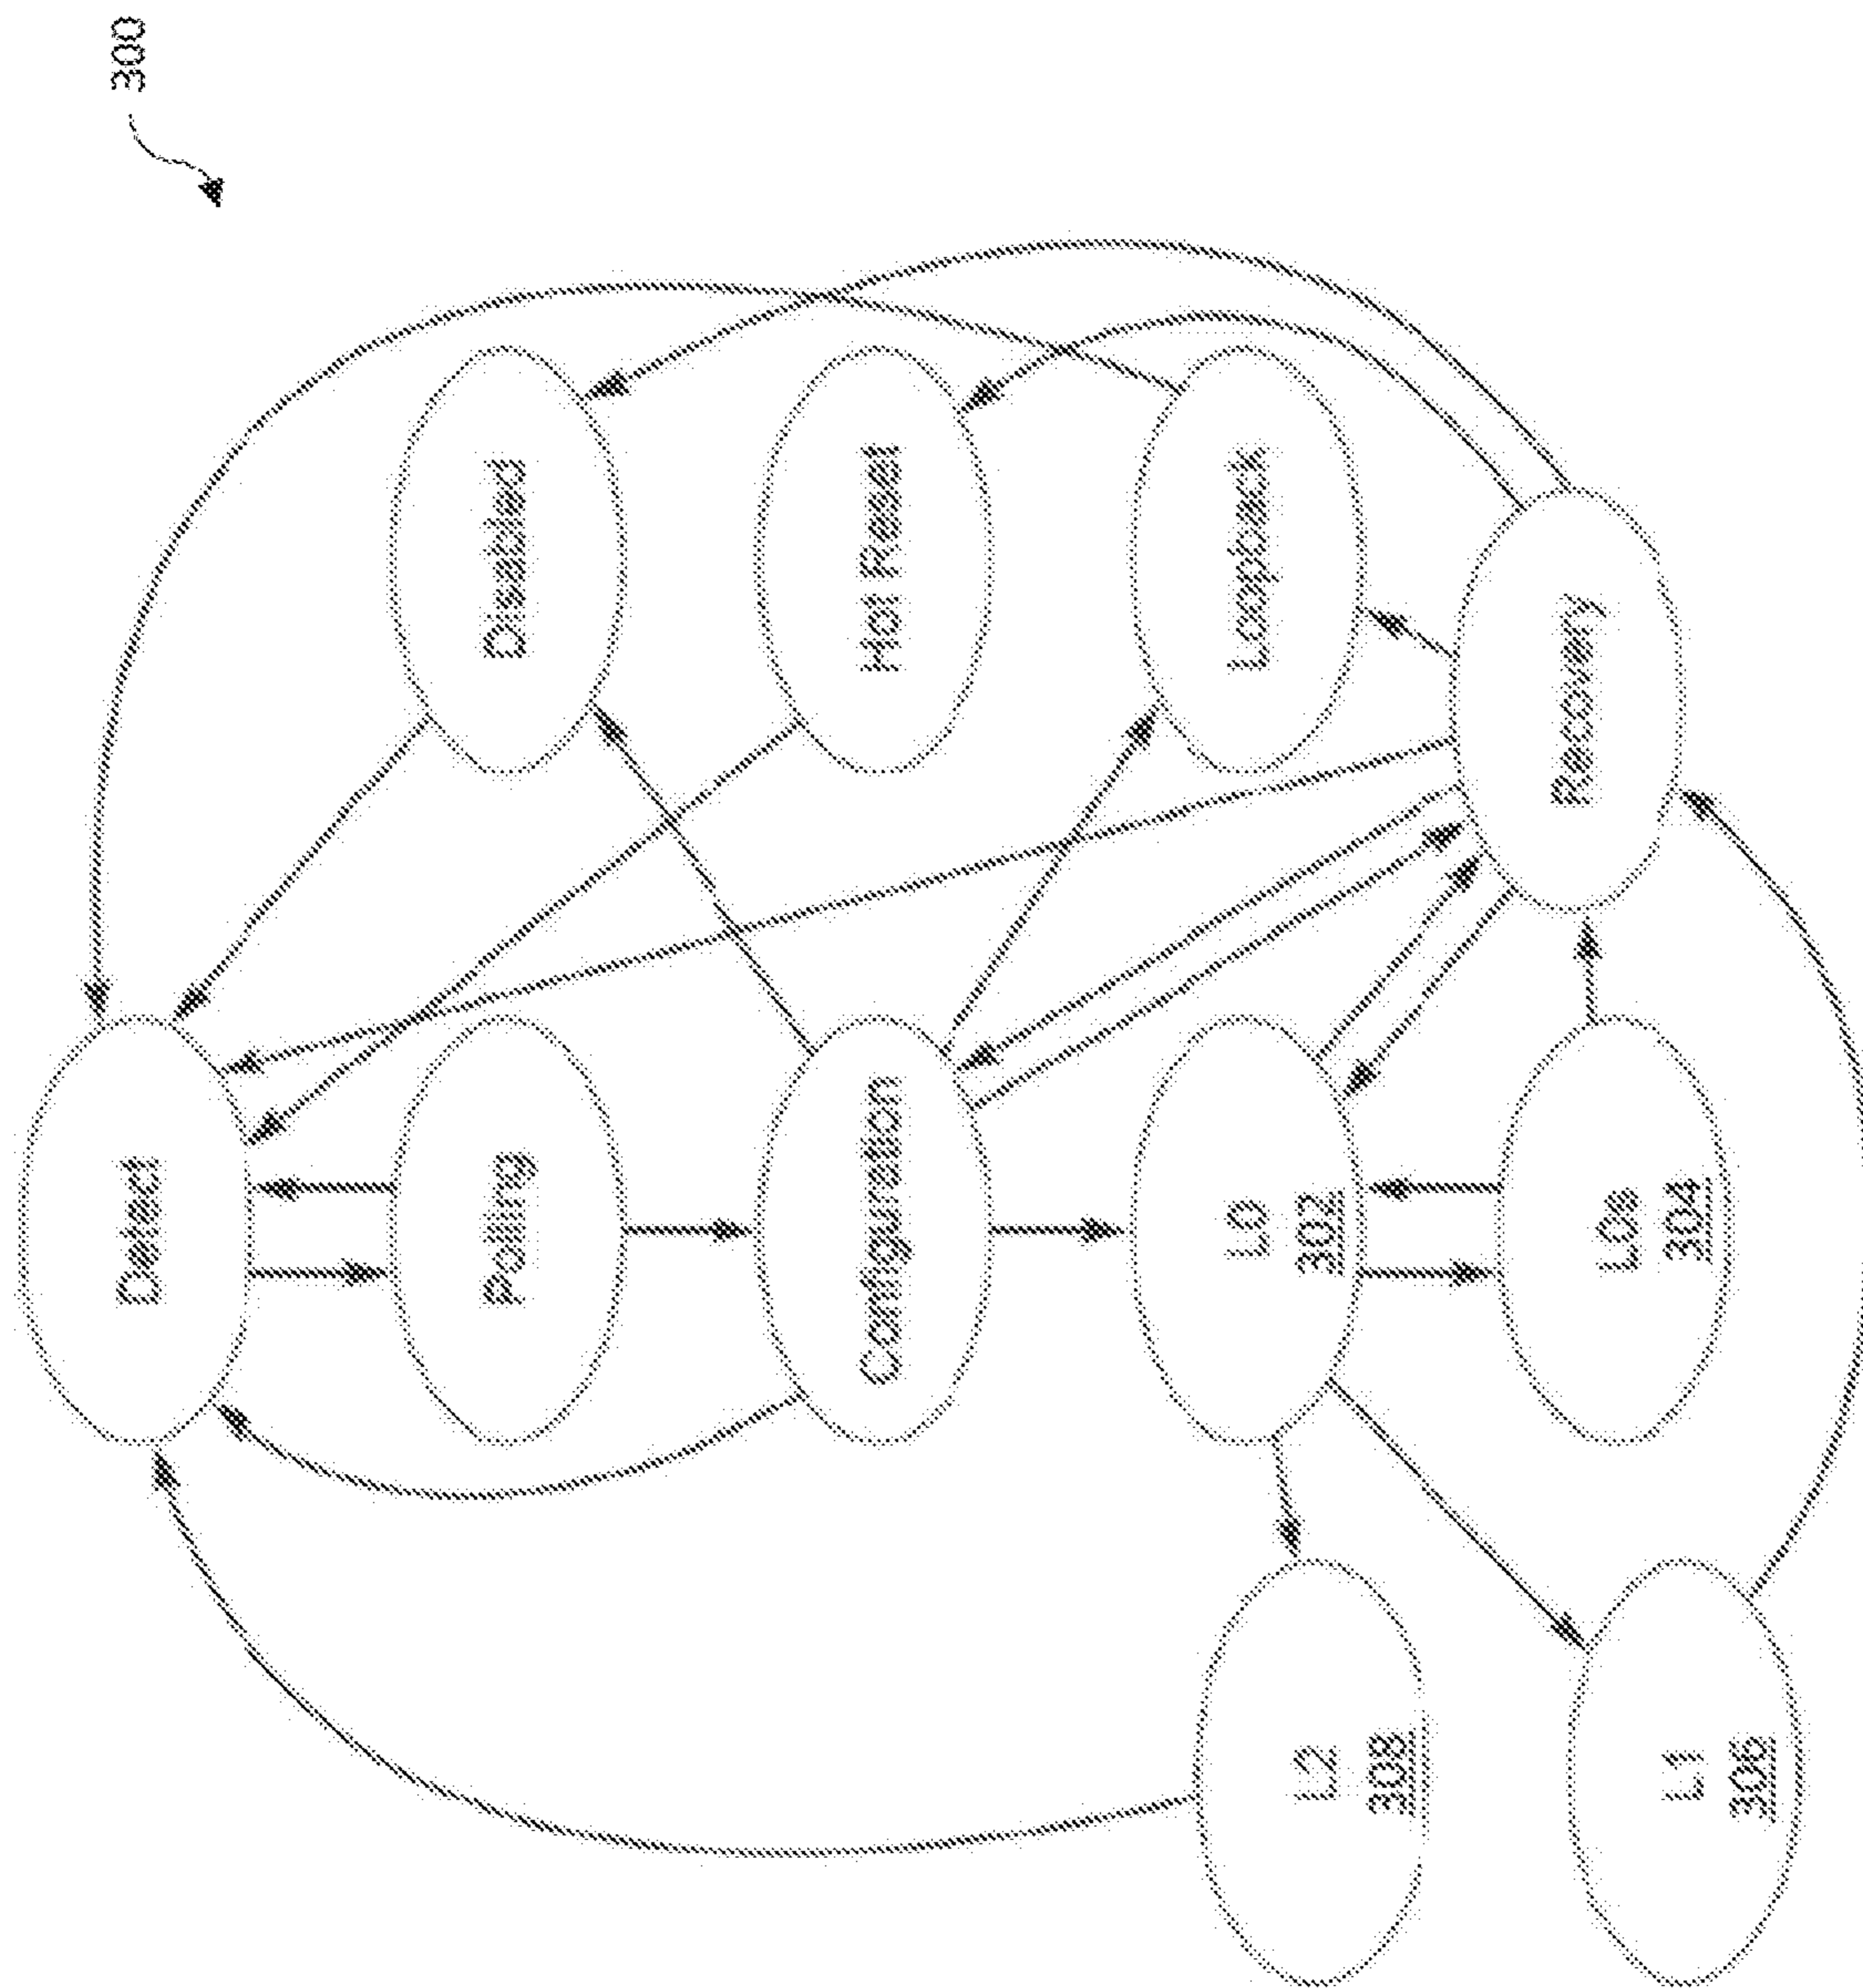 300
Detect
Polling
Configuration
L0
302
L0s
304
L2
308
L1
306
Disabled
Hot Reset
Loopback
Recovery